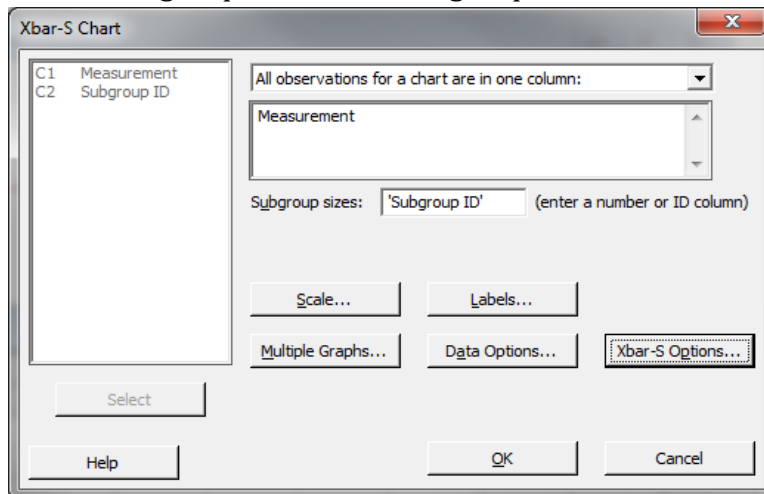 Xbar-S Chart
C1 Measurement
C2 Subgroup ID
All observations for a chart are in one column:
Measurement
Subgroup sizes: 'Subgroup ID' (enter a number or ID column)
Scale... Labels...
Multiple Graphs... Data Options... Xbar-S Options...
Select
Help OK Cancel